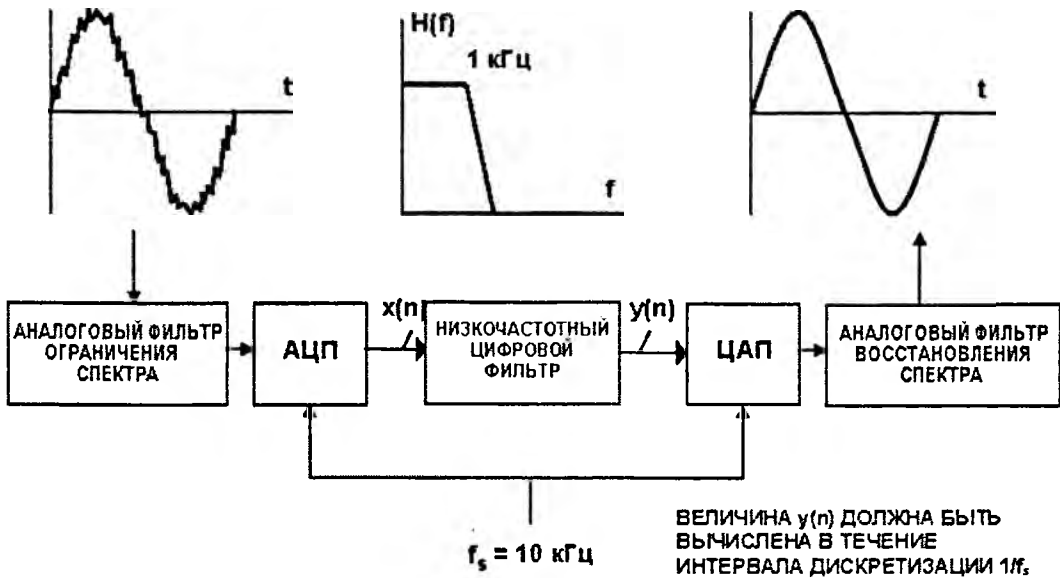 t
H(f)
1 кГц
f
t
АНАЛОГОВЫЙ ФИЛЬТР
ОГРАНИЧЕНИЯ
СПЕКТРА
АЦП
x(n)
НИЗКОЧАСТОТНЫЙ
ЦИФРОВОЙ
ФИЛЬТР
y(n)
ЦАП
АНАЛОГОВЫЙ ФИЛЬТР
ВОССТАНОВЛЕНИЯ
СПЕКТРА
fs = 10 кГц
ВЕЛИЧИНА y(n) ДОЛЖНА БЫТЬ
ВЫЧИСЛЕНА В ТЕЧЕНИЕ
ИНТЕРВАЛА ДИСКРЕТИЗАЦИИ 1/fs